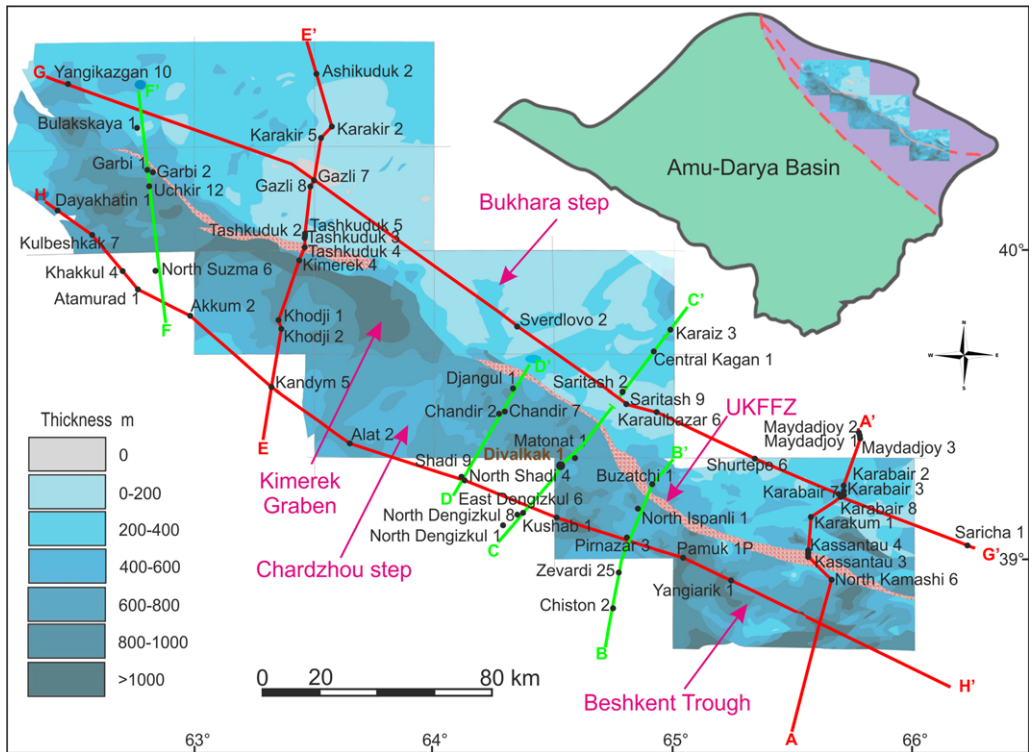 E'
G
Yangikazgan 10
F'
Ashikuduk 2
Bulakskaya 1
Karakir 5
Karakir 2
Garbi 1
Garbi 2
Gazli 7
Uchkir 12
Gazli 8
H
Dayakhatin 1
Amu-Darya Basin
Bukhara step
Tashkuduk 5
Tashkuduk 2
Tashkuduk 3
Kulbeshkak 7
Tashkuduk 4
40°
Khakkul 4
North Suzma 6
Kimerek 4
Atamurad 1
C'
Akkum 2
Khodji 1
Sverdlovo 2
Karaiz 3
F
Khodji 2
Central Kagan 1
W
N
E
S
D'
Djangul 1
Saritash 2
Kandym 5
Saritash 9
Chandir 2
Chandir 7
Karaulbazar 6
UKFFZ
Thickness m
0
0-200
200-400
400-600
600-800
800-1000
>1000
E
Alat 2
Matonat 1
Divalkak 1
A'
Maydadjoy 2
Maydadjoy 1
Maydadjoy 3
Kimerek
Graben
Shadi 9
North Shadi 4
B'
Buzatchi 1
Shurtepe 6
Karabair 2
Karabair 7
Karabair 3
D
East Dengizkul 6
Karabair 8
North Dengizkul 8
Kushab 1
North Ispanli 1
Karakum 1
Saricha 1
North Dengizkul 1
C
Pirnazar 3
Pamuk 1P
Kassantau 4
G'
39°
Chardzhou step
Kassantau 3
Zevardi 25
Yangiarik 1
North Kamashi 6
Chiston 2
B
H'
0
20
40
80 km
Beshkent Trough
A
63°
64°
65°
66°